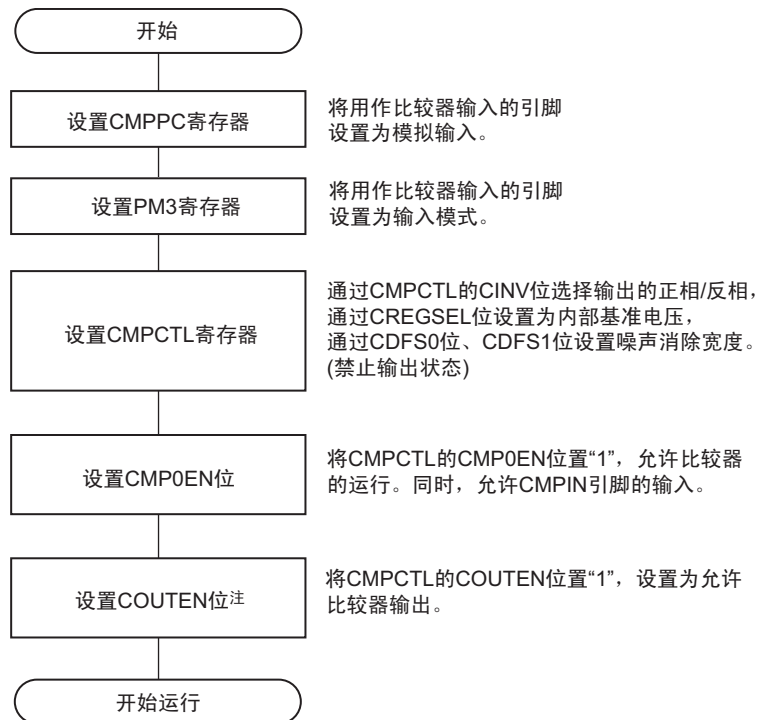 开始
设置CMPPC寄存器
将用作比较器输入的引脚
设置为模拟输入。
设置PM3寄存器
将用作比较器输入的引脚
设置为输入模式。
设置CMPCTL寄存器
通过CMPCTL的CINV位选择输出的正相/反相，
通过CREGSEL位设置为内部基准电压，
通过CDFS0位、CDFS1位设置噪声消除宽度。
(禁止输出状态)
设置CMP0EN位
将CMPCTL的CMP0EN位置“1”，允许比较器
的运行。同时，允许CMPIN引脚的输入。
设置COUTEN位注
将CMPCTL的COUTEN位置“1”，设置为允许
比较器输出。
开始运行